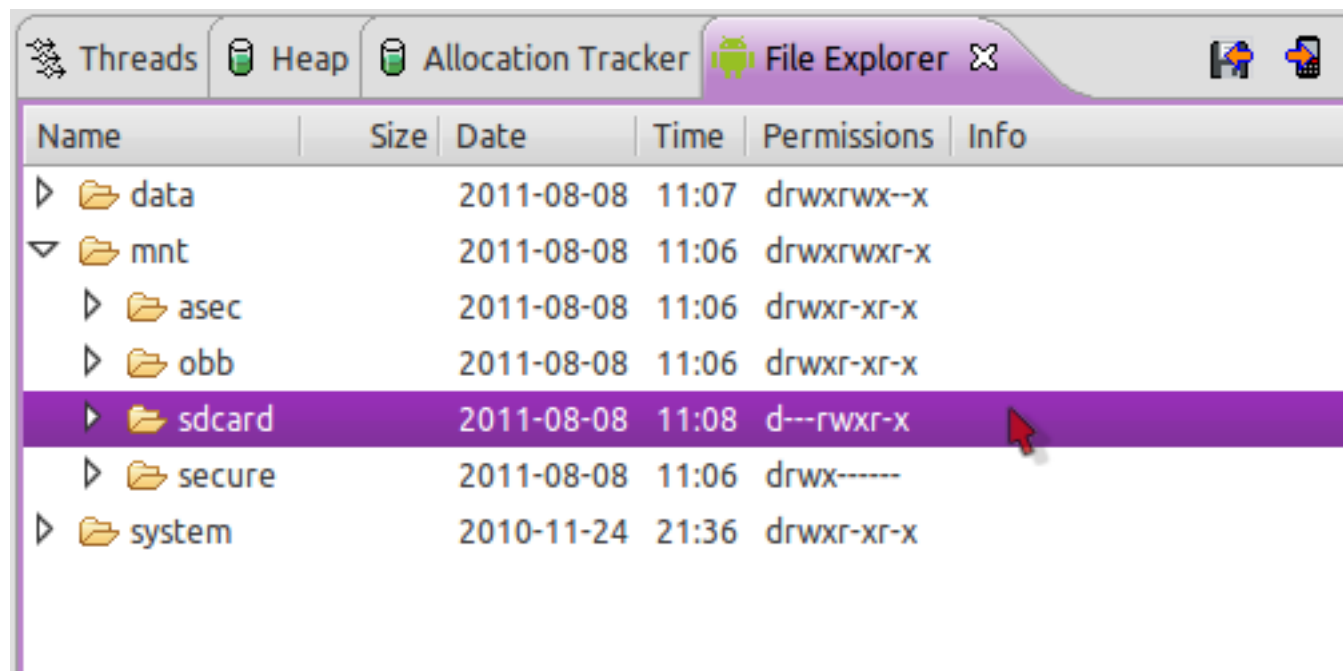 Threads Heap Allocation Tracker File Explorer
Name Size Date Time Permissions Info
data 2011-08-08 11:07 drwxrwx--x
mnt 2011-08-08 11:06 drwxrwxr-x
asec 2011-08-08 11:06 drwxr-xr-x
obb 2011-08-08 11:06 drwxr-xr-x
sdcard 2011-08-08 11:08 d---rwxr-x
secure 2011-08-08 11:06 drwx------
system 2010-11-24 21:36 drwxr-xr-x